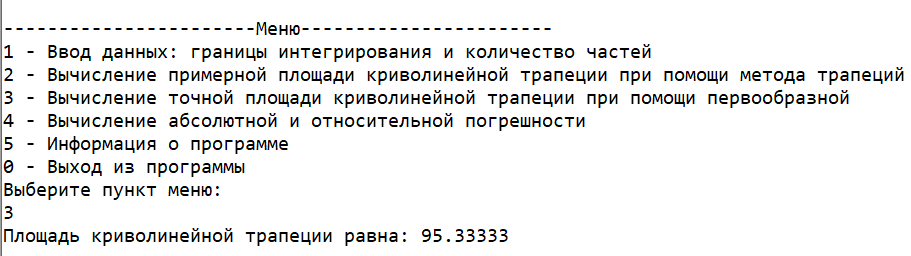 -----------------------Меню-----------------------
1 - Ввод данных: границы интегрирования и количество частей
2 - Вычисление примерной площади криволинейной трапеции при помощи метода трапеций
3 - Вычисление точной площади криволинейной трапеции при помощи первообразной
4 - Вычисление абсолютной и относительной погрешности
5 - Информация о программе
0 - Выход из программы
Выберите пункт меню:
3
Площадь криволинейной трапеции равна: 95.33333